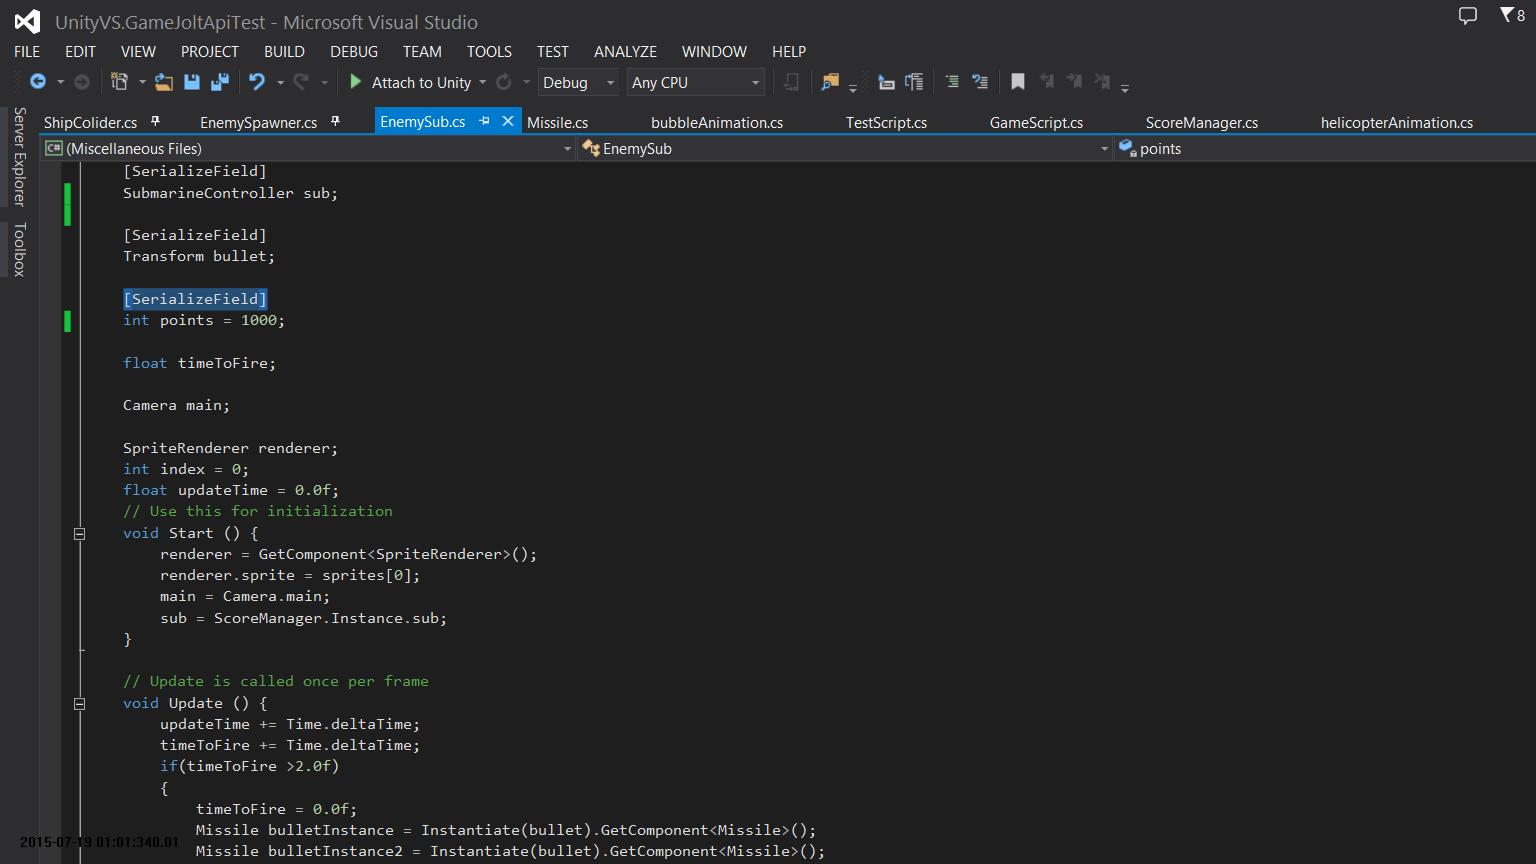 UnityVS.GameJoltApiTest - Microsoft Visual Studio
8
FILE EDIT VIEW PROJECT BUILD DEBUG TEAM TOOLS TEST ANALYZE WINDOW HELP
Attach to Unity Debug Any CPU
Server Explorer
Toolbox
ShipColider.cs EnemySpawner.cs EnemySub.cs Missile.cs bubbleAnimation.cs TestScript.cs GameScript.cs ScoreManager.cs helicopterAnimation.cs
C# (Miscellaneous Files) EnemySub points
[SerializeField]
SubmarineController sub;
[SerializeField]
Transform bullet;
[SerializeField]
int points = 1000;
float timeToFire;
Camera main;
SpriteRenderer renderer;
int index = 0;
float updateTime = 0.0f;
// Use this for initialization
void Start () {
renderer = GetComponent<SpriteRenderer>();
renderer.sprite = sprites[0];
main = Camera.main;
sub = ScoreManager.Instance.sub;
}
// Update is called once per frame
void Update () {
updateTime += Time.deltaTime;
timeToFire += Time.deltaTime;
if(timeToFire >2.0f)
{
timeToFire = 0.0f;
Missile bulletInstance = Instantiate(bullet).GetComponent<Missile>();
Missile bulletInstance2 = Instantiate(bullet).GetComponent<Missile>();
2015-07-19 01:01:340.01